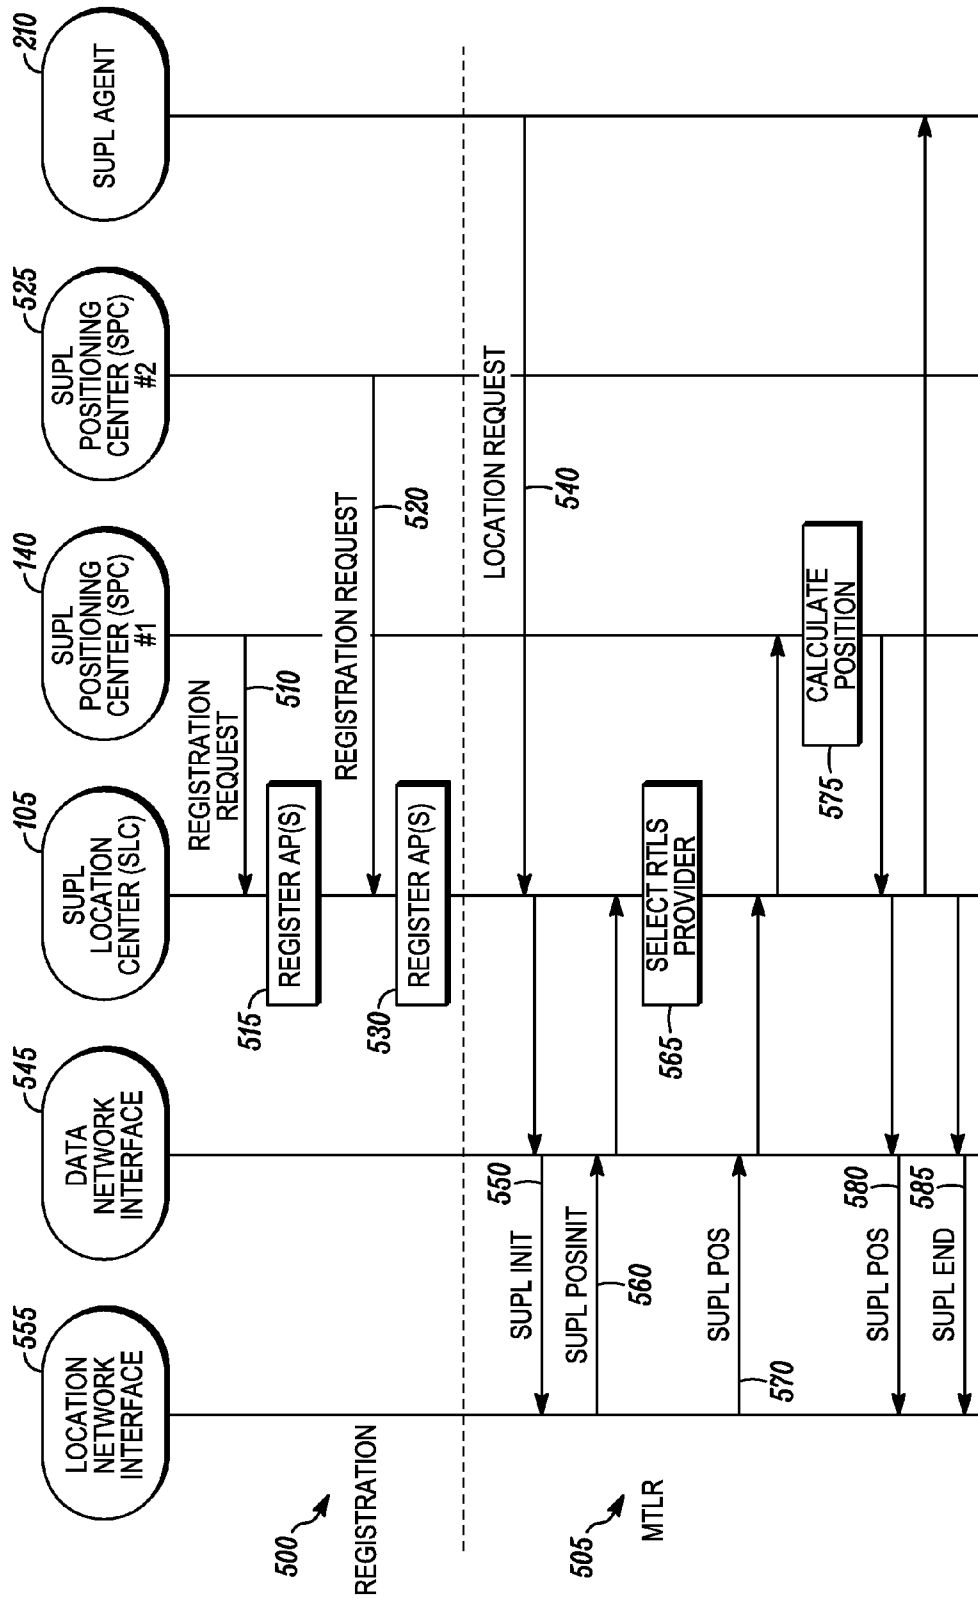 555
LOCATION
NETWORK
INTERFACE
545
DATA
NETWORK
INTERFACE
105
SUPL
LOCATION
CENTER (SLC)
140
SUPL
POSITIONING
CENTER (SPC)
#1
525
SUPL
POSITIONING
CENTER (SPC)
#2
210
SUPL AGENT
500
REGISTRATION
REGISTRATION
REQUEST
510
515
REGISTER AP(S)
REGISTRATION REQUEST
520
530
REGISTER AP(S)
505
MTLR
LOCATION REQUEST
540
SUPL INIT
550
SUPL POSINIT
560
565
SELECT RTLS
PROVIDER
SUPL POS
570
575
CALCULATE
POSITION
SUPL POS
580
SUPL END
585